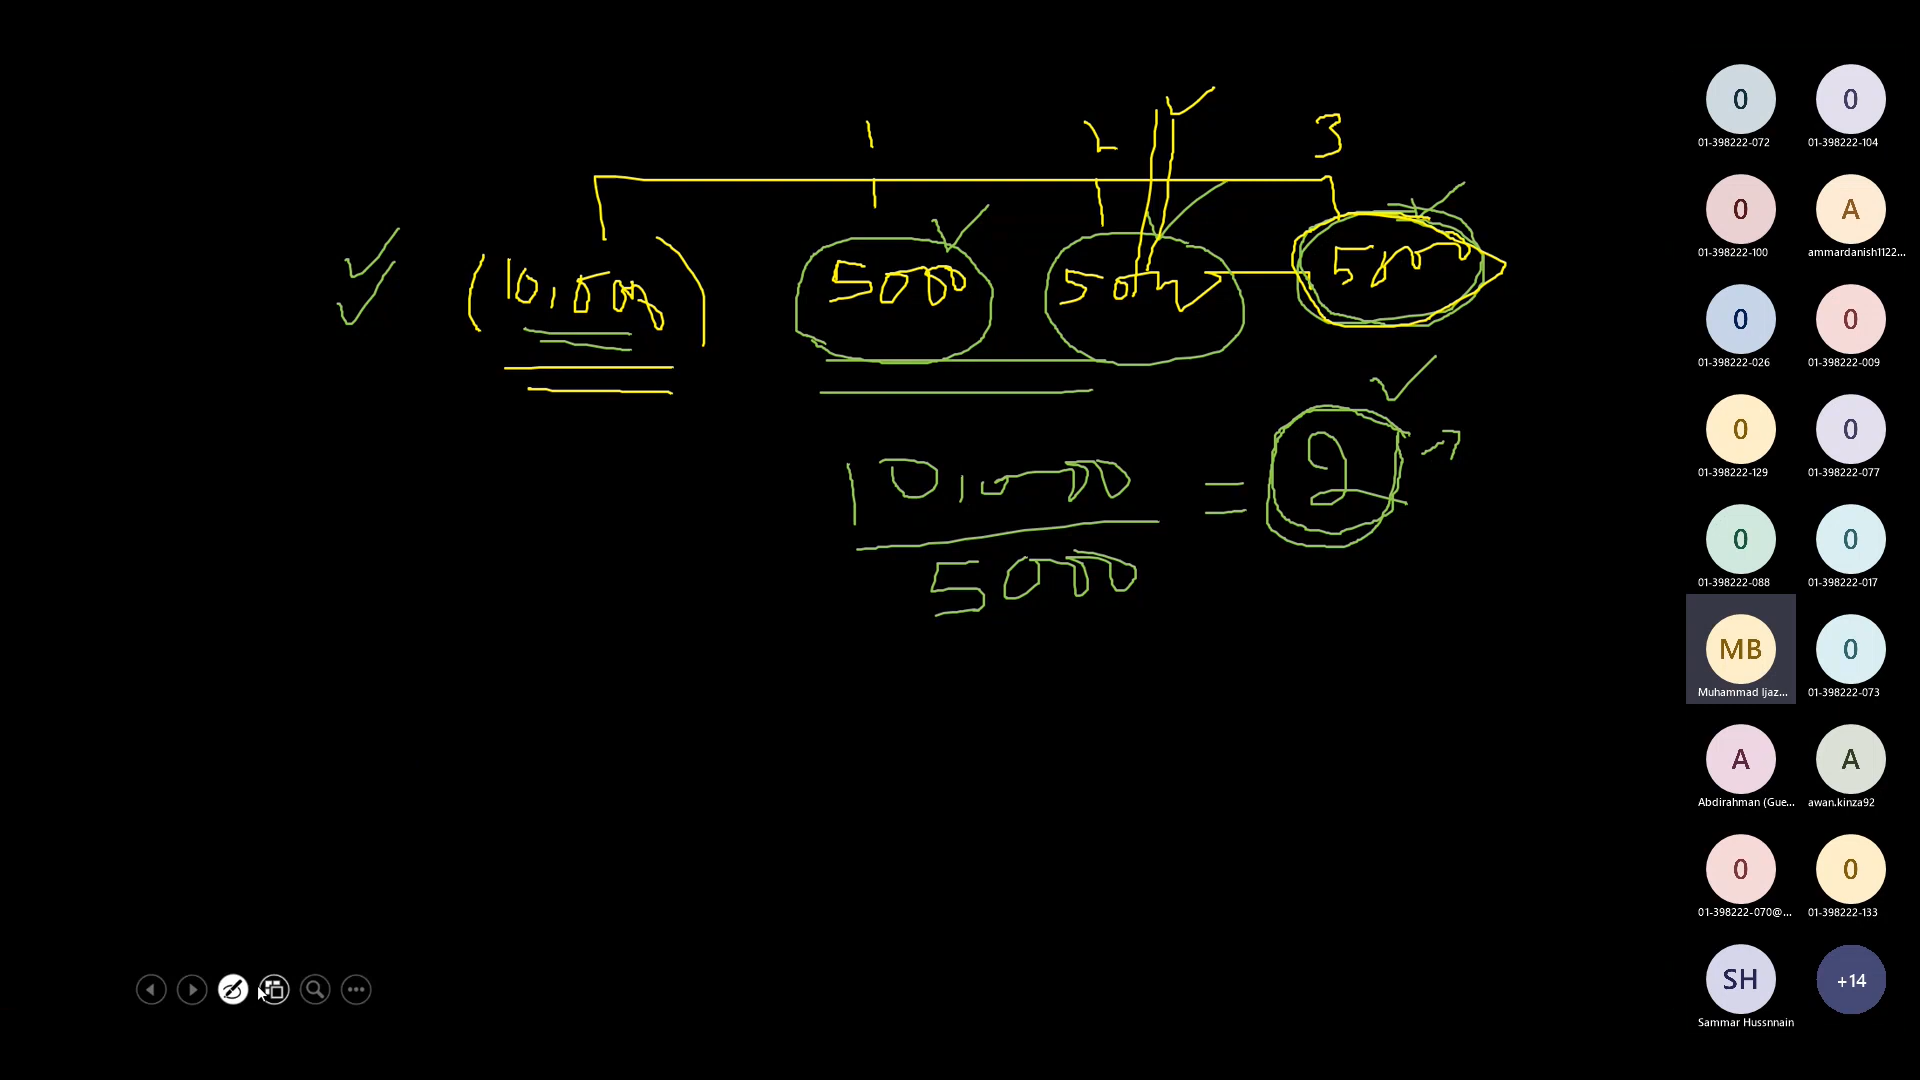 1 2 3
(10,000) 5000 5000 5000
10,000
= 2
5000
0 0
01-398222-072 01-398222-104
0 A
01-398222-100 ammardanish1122...
0 0
01-398222-026 01-398222-009
0 0
01-398222-129 01-398222-077
0 0
01-398222-088 01-398222-017
MB 0
Muhammad Ijaz... 01-398222-073
A A
Abdirahman (Gue... awan.kinza92
0 0
01-398222-070@... 01-398222-133
SH +14
Sammar Hussnnain